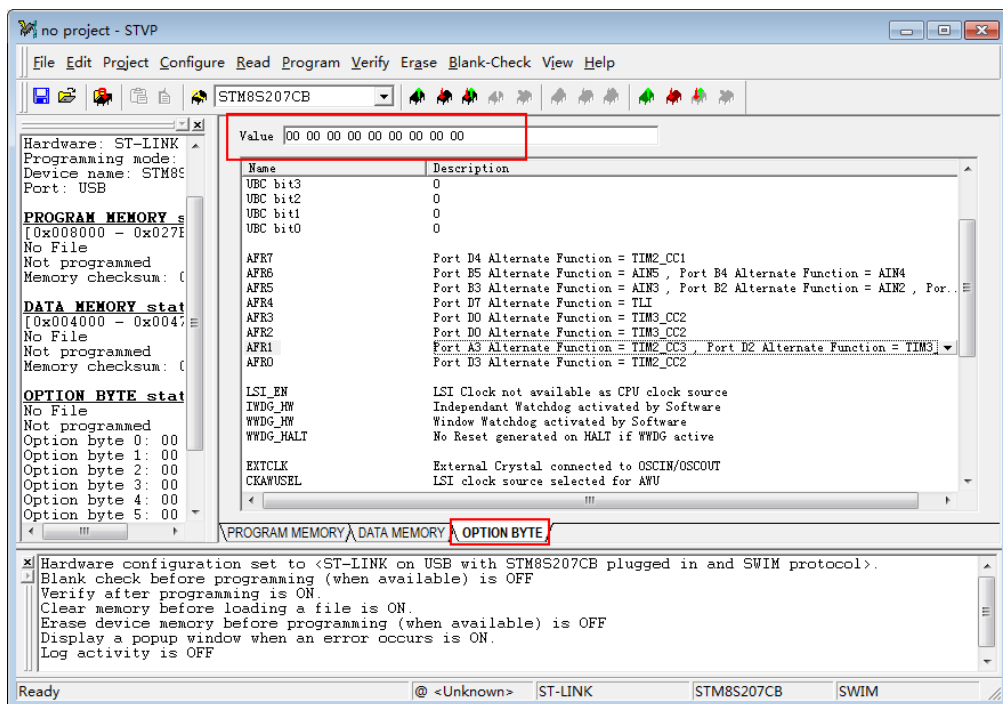 no project - STVP
File Edit Project Configure Read Program Verify Erase Blank-Check View Help
STM8S207CB
Hardware: ST-LINK
Programming mode:
Device name: STM8S
Port: USB
PROGRAM MEMORY s
[0x008000 - 0x027F
No File
Not programmed
Memory checksum: 0
DATA MEMORY stat
[0x004000 - 0x0047
No File
Not programmed
Memory checksum: 0
OPTION BYTE stat
No File
Not programmed
Option byte 0: 00
Option byte 1: 00
Option byte 2: 00
Option byte 3: 00
Option byte 4: 00
Option byte 5: 00
Value 00 00 00 00 00 00 00 00 00
Name Description
UBC bit3 0
UBC bit2 0
UBC bit1 0
UBC bit0 0
AFR7 Port D4 Alternate Function = TIM2_CC1
AFR6 Port B5 Alternate Function = AIN5 , Port B4 Alternate Function = AIN4
AFR5 Port B3 Alternate Function = AIN3 , Port B2 Alternate Function = AIN2 , Por..
AFR4 Port D7 Alternate Function = TLI
AFR3 Port D0 Alternate Function = TIM3_CC2
AFR2 Port D0 Alternate Function = TIM3_CC2
AFR1 Port A3 Alternate Function = TIM2_CC3 , Port D2 Alternate Function = TIM3_
AFR0 Port D3 Alternate Function = TIM2_CC2
LSI_EN LSI Clock not available as CPU clock source
IWDG_HW Independant Watchdog activated by Software
WWDG_HW Window Watchdog activated by Software
WWDG_HALT No Reset generated on HALT if WWDG active
EXTCLK External Crystal connected to OSCIN/OSCOUT
CKAWUSEL LSI clock source selected for AWU
PROGRAM MEMORY DATA MEMORY OPTION BYTE
Hardware configuration set to <ST-LINK on USB with STM8S207CB plugged in and SWIM protocol>.
Blank check before programming (when available) is OFF
Verify after programming is ON.
Clear memory before loading a file is ON.
Erase device memory before programming (when available) is OFF
Display a popup window when an error occurs is ON.
Log activity is OFF
Ready @ <Unknown> ST-LINK STM8S207CB SWIM